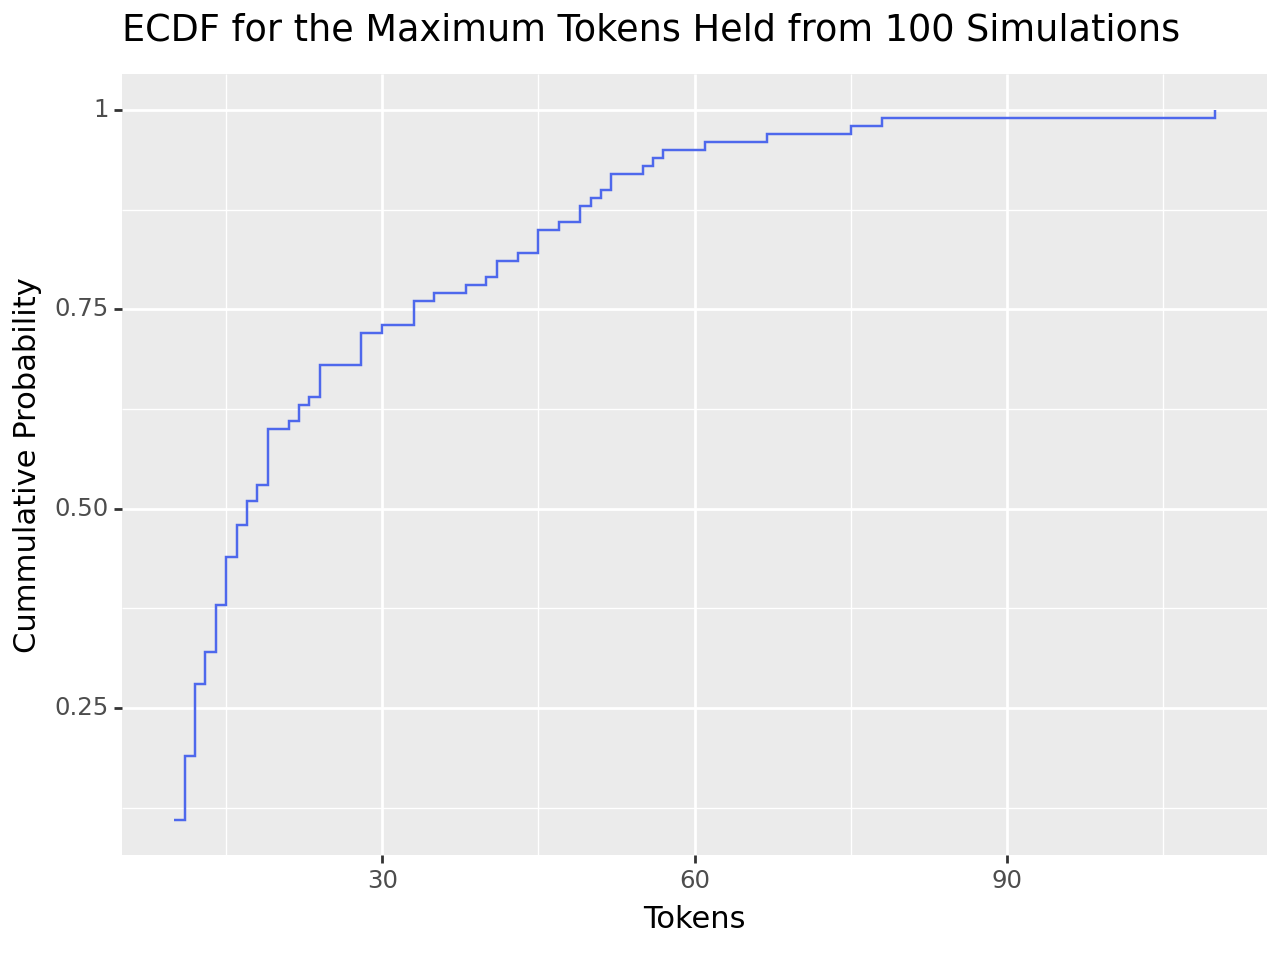 ECDF for the Maximum Tokens Held from 100 Simulations
Cummulative Probability
1
0.75
0.50
0.25
30
60
90
Tokens